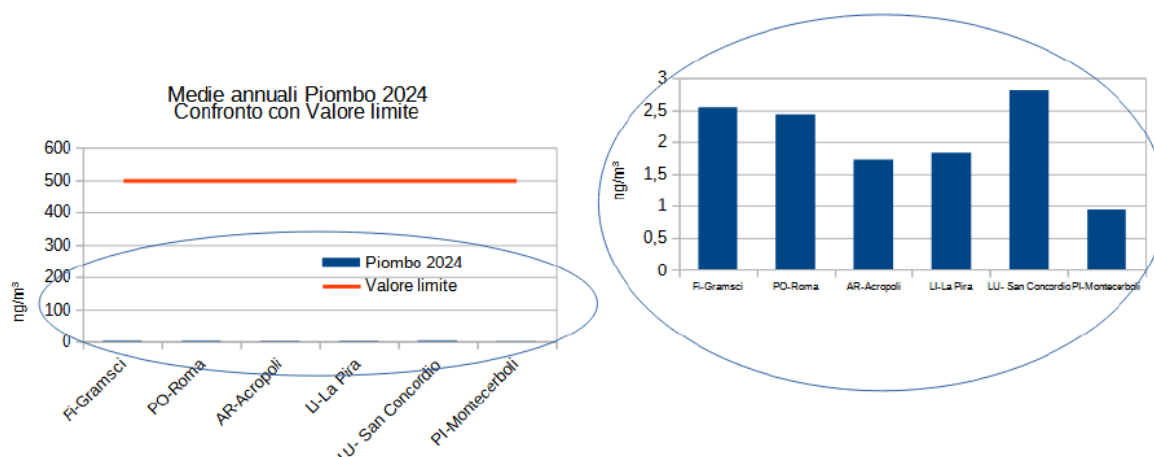 Medie annuali Piombo 2024
Confronto con Valore limite
600
500
400
300
200
100
0
ng/m³
Piombo 2024
Valore limite
Fi-Gramsci
PO-Roma
AR-Acropoli
LI-La Pira
LU- San Concordio
PI-Montecerboli
3
2,5
2
1,5
1
0,5
0
ng/m³
Fi-Gramsci
PO-Roma
AR-Acropoli
LI-La Pira
LU- San Concordio
PI-Montecerboli